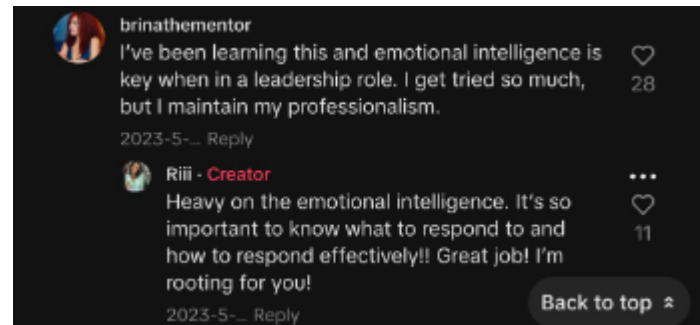 brinathementor
I've been learning this and emotional intelligence is
key when in a leadership role. I get tried so much,
but I maintain my professionalism.
28
2023-5-... Reply
Riii · Creator
Heavy on the emotional intelligence. It's so
important to know what to respond to and
how to respond effectively!! Great job! I'm
rooting for you!
11
2023-5-... Reply
Back to top